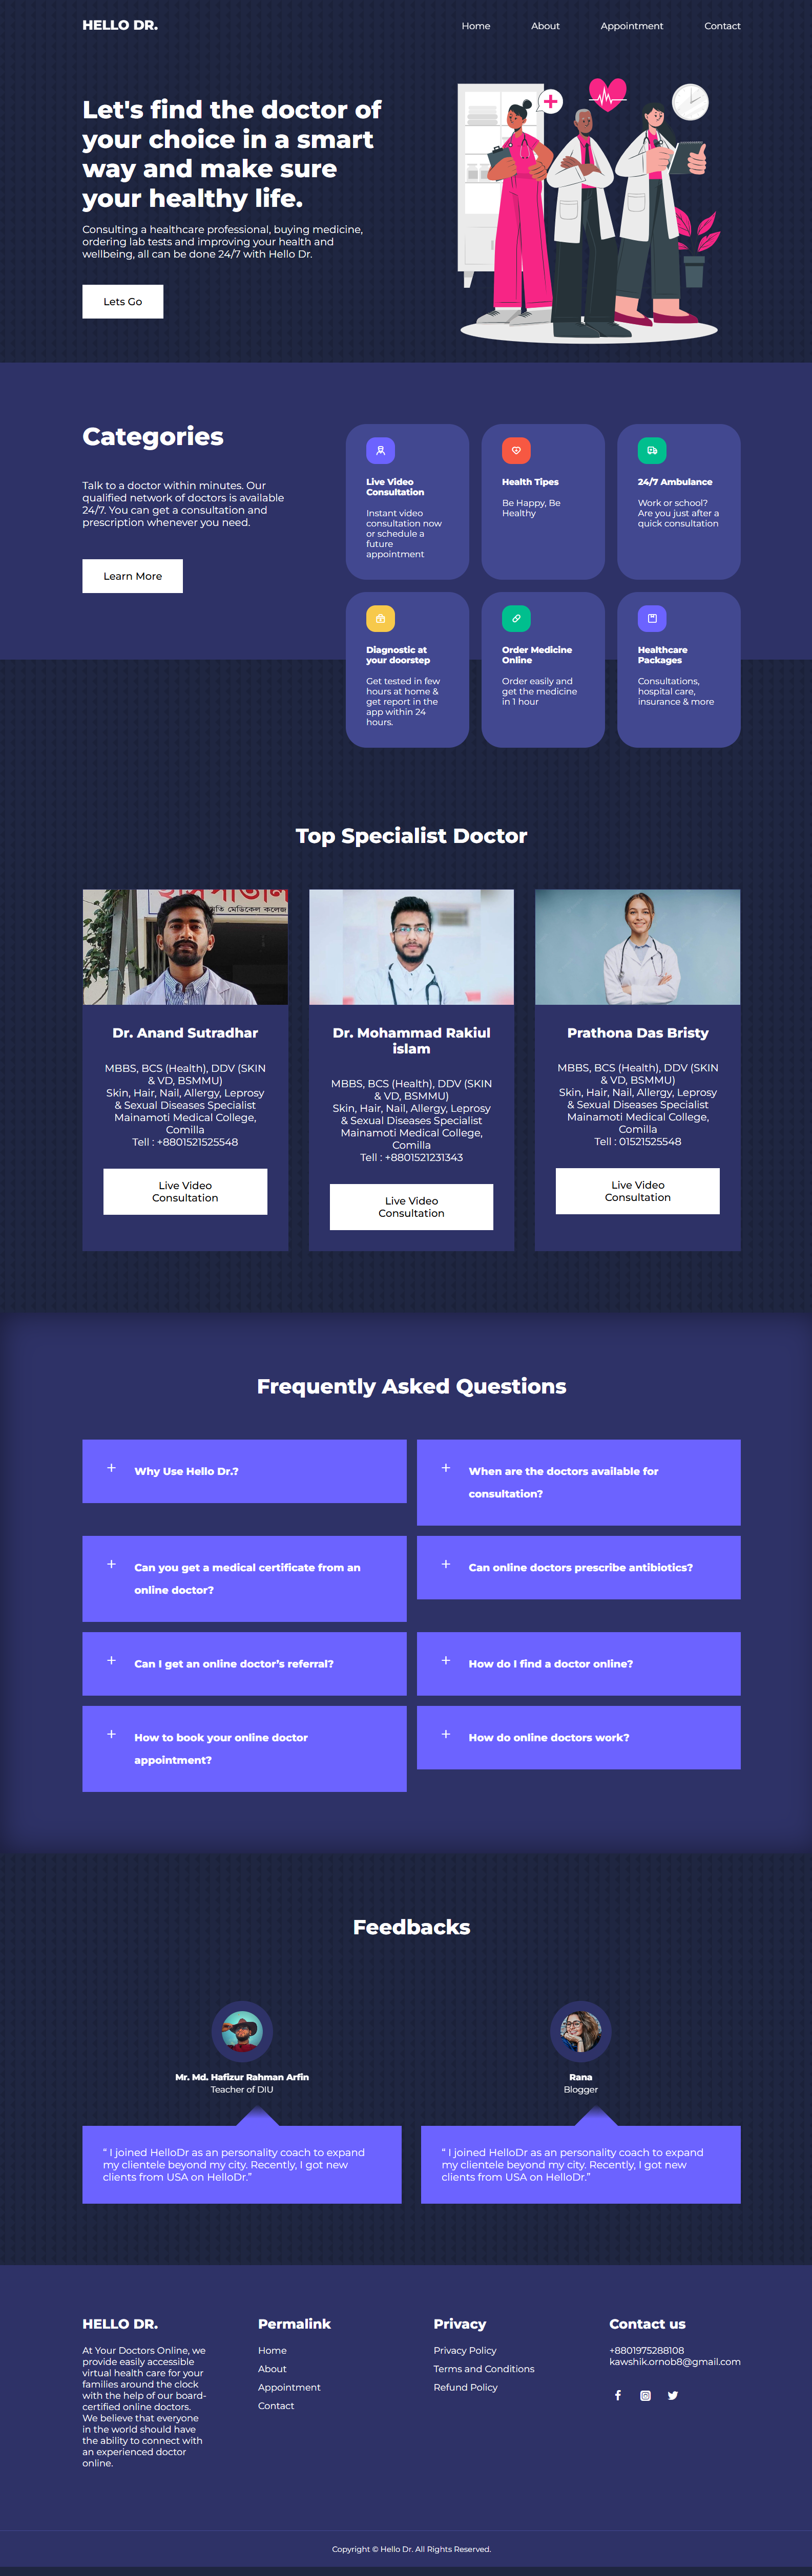 HELLO DR.
Home
About
Appointment
Contact
Let's find the doctor of
your choice in a smart
way and make sure
your healthy life.
Consulting a healthcare professional, buying medicine,
ordering lab tests and improving your health and
wellbeing, all can be done 24/7 with Hello Dr.
Lets Go
Categories
Talk to a doctor within minutes. Our
qualified network of doctors is available
24/7. You can get a consultation and
prescription whenever you need.
Learn More
Live Video
Consultation
Instant video
consultation now
or schedule a
future
appointment
Health Tipes
Be Happy, Be
Healthy
24/7 Ambulance
Work or school?
Are you just after a
quick consultation
Diagnostic at
your doorstep
Get tested in few
hours at home &
get report in the
app within 24
hours.
Order Medicine
Online
Order easily and
get the medicine
in 1 hour
Healthcare
Packages
Consultations,
hospital care,
insurance & more
Top Specialist Doctor
মেডিকেল কলেজ
Dr. Anand Sutradhar
MBBS, BCS (Health), DDV (SKIN
& VD, BSMMU)
Skin, Hair, Nail, Allergy, Leprosy
& Sexual Diseases Specialist
Mainamoti Medical College,
Comilla
Tell : +8801521525548
Live Video
Consultation
Dr. Mohammad Rakiul
islam
MBBS, BCS (Health), DDV (SKIN
& VD, BSMMU)
Skin, Hair, Nail, Allergy, Leprosy
& Sexual Diseases Specialist
Mainamoti Medical College,
Comilla
Tell : +8801521231343
Live Video
Consultation
Prathona Das Bristy
MBBS, BCS (Health), DDV (SKIN
& VD, BSMMU)
Skin, Hair, Nail, Allergy, Leprosy
& Sexual Diseases Specialist
Mainamoti Medical College,
Comilla
Tell : 01521525548
Live Video
Consultation
Frequently Asked Questions
+ Why Use Hello Dr.?
+ When are the doctors available for
consultation?
+ Can you get a medical certificate from an
online doctor?
+ Can online doctors prescribe antibiotics?
+ Can I get an online doctor’s referral?
+ How do I find a doctor online?
+ How to book your online doctor
appointment?
+ How do online doctors work?
Feedbacks
Mr. Md. Hafizur Rahman Arfin
Teacher of DIU
“ I joined HelloDr as an personality coach to expand
my clientele beyond my city. Recently, I got new
clients from USA on HelloDr.”
Rana
Blogger
“ I joined HelloDr as an personality coach to expand
my clientele beyond my city. Recently, I got new
clients from USA on HelloDr.”
HELLO DR.
At Your Doctors Online, we
provide easily accessible
virtual health care for your
families around the clock
with the help of our board-
certified online doctors.
We believe that everyone
in the world should have
the ability to connect with
an experienced doctor
online.
Permalink
Home
About
Appointment
Contact
Privacy
Privacy Policy
Terms and Conditions
Refund Policy
Contact us
+8801975288108
kawshik.ornob8@gmail.com
Copyright © Hello Dr. All Rights Reserved.